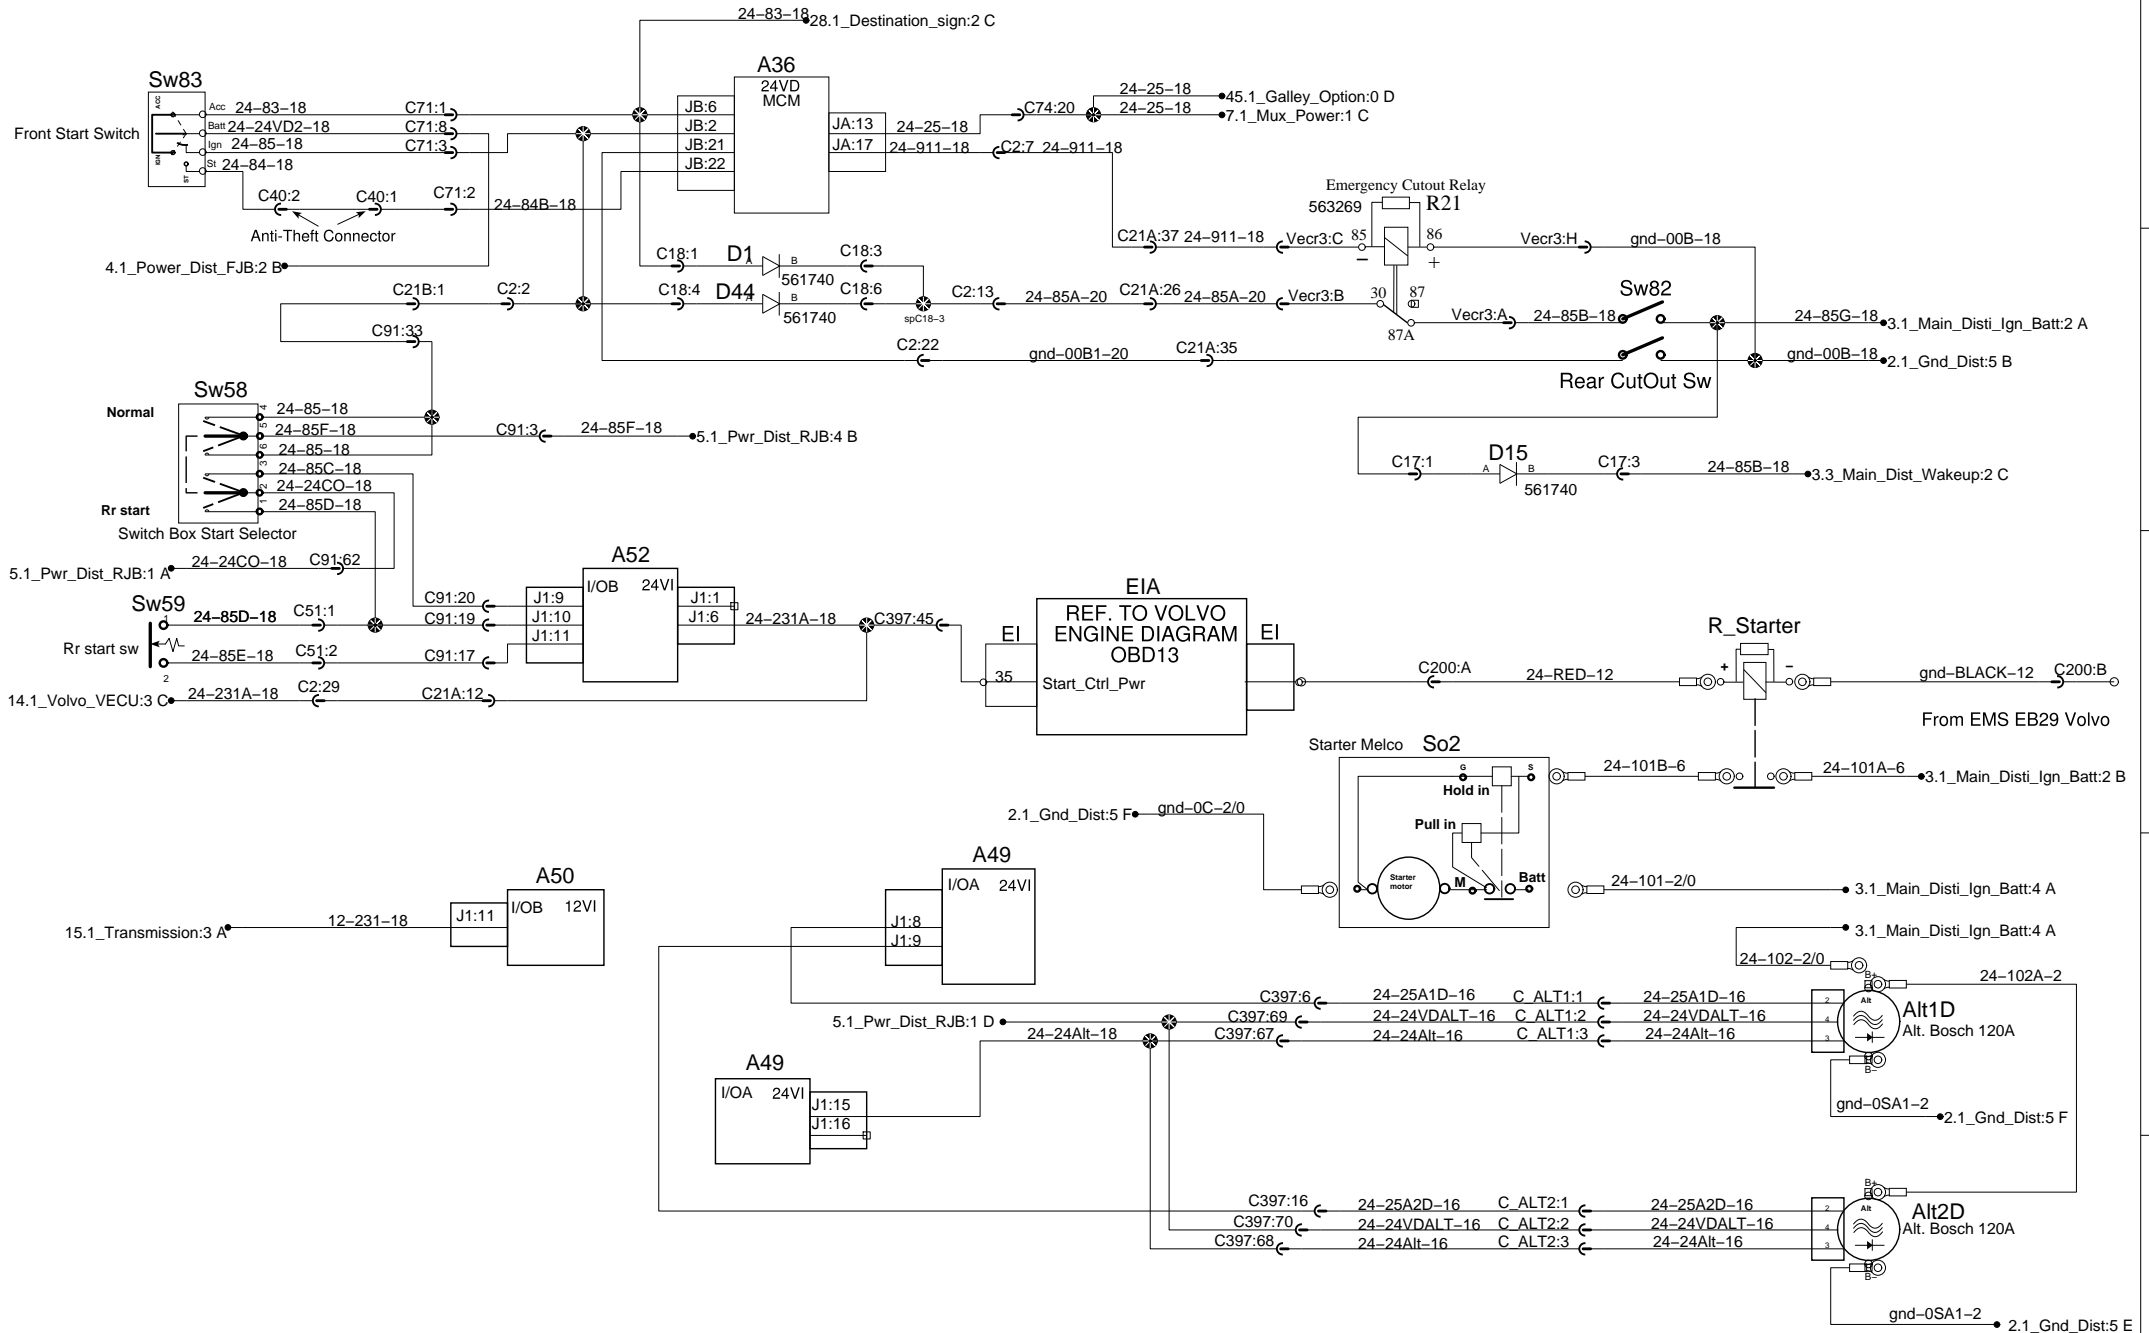 24-83-18
28.1_Destination_sign:2 C
Sw83
A36
24VD
MCM
Front Start Switch
ACC
IGN
ST
Acc
24-83-18
C71:1
Batt
24-24VD2-18
C71:8
Ign
24-85-18
C71:3
St
24-84-18
JB:6
JB:2
JB:21
JB:22
JA:13
JA:17
24-25-18
24-911-18
C2:7
24-911-18
C74:20
24-25-18
45.1_Galley_Option:0 D
24-25-18
7.1_Mux_Power:1 C
C40:2
C40:1
C71:2
24-84B-18
Anti-Theft Connector
4.1_Power_Dist_FJB:2 B
Emergency Cutout Relay
563269
R21
C21A:37
24-911-18
Vecr3:C
85
86
-
+
Vecr3:H
gnd-00B-18
C18:1
D1
A
B
561740
C18:3
C21B:1
C2:2
C18:4
D44
A
B
561740
C18:6
spC18-3
C2:13
24-85A-20
C21A:26
24-85A-20
Vecr3:B
30
87
87A
Vecr3:A
24-85B-18
Sw82
24-85G-18
3.1_Main_Disti_Ign_Batt:2 A
C91:33
C2:22
gnd-00B1-20
C21A:35
gnd-00B-18
2.1_Gnd_Dist:5 B
Rear CutOut Sw
Sw58
Normal
Rr start
4
5
6
3
2
1
24-85-18
24-85F-18
C91:3
24-85F-18
5.1_Pwr_Dist_RJB:4 B
24-85-18
24-85C-18
24-24CO-18
24-85D-18
Switch Box Start Selector
C17:1
D15
A
B
561740
C17:3
24-85B-18
3.3_Main_Dist_Wakeup:2 C
5.1_Pwr_Dist_RJB:1 A
24-24CO-18
C91:62
Sw59
1
24-85D-18
C51:1
Rr start sw
24-85E-18
C51:2
2
14.1_Volvo_VECU:3 C
24-231A-18
C2:29
C21A:12
C91:20
C91:19
C91:17
A52
I/OB
24VI
J1:9
J1:10
J1:11
J1:1
J1:6
24-231A-18
C397:45
EIA
REF. TO VOLVO
ENGINE DIAGRAM
OBD13
EI
EI
35
Start_Ctrl_Pwr
C200:A
24-RED-12
R_Starter
+
-
gnd-BLACK-12
C200:B
From EMS EB29 Volvo
Starter Melco
So2
G
S
Hold in
Pull in
Starter
motor
M
Batt
24-101B-6
24-101A-6
3.1_Main_Disti_Ign_Batt:2 B
2.1_Gnd_Dist:5 F
gnd-0C-2/0
24-101-2/0
3.1_Main_Disti_Ign_Batt:4 A
A50
I/OB
12VI
J1:11
15.1_Transmission:3 A
12-231-18
A49
I/OA
24VI
J1:8
J1:9
3.1_Main_Disti_Ign_Batt:4 A
24-102-2/0
B+
24-102A-2
C397:6
24-25A1D-16
C_ALT1:1
24-25A1D-16
2
Alt
Alt1D
Alt. Bosch 120A
5.1_Pwr_Dist_RJB:1 D
C397:69
24-24VDALT-16
C_ALT1:2
24-24VDALT-16
4
24-24Alt-18
C397:67
24-24Alt-16
C_ALT1:3
24-24Alt-16
3
B-
gnd-0SA1-2
2.1_Gnd_Dist:5 F
A49
I/OA
24VI
J1:15
J1:16
B+
C397:16
24-25A2D-16
C_ALT2:1
24-25A2D-16
2
Alt
Alt2D
Alt. Bosch 120A
C397:70
24-24VDALT-16
C_ALT2:2
24-24VDALT-16
4
C397:68
24-24Alt-16
C_ALT2:3
24-24Alt-16
3
B-
gnd-0SA1-2
2.1_Gnd_Dist:5 E